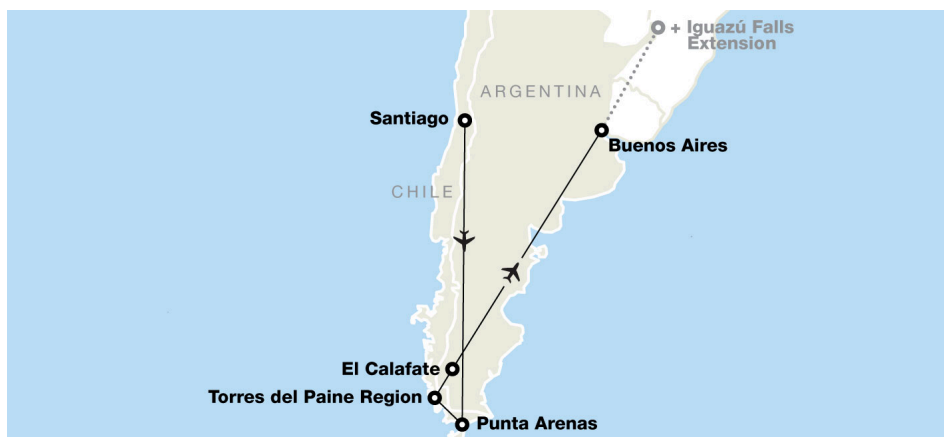 + Iguazú Falls
Extension
ARGENTINA
Santiago
Buenos Aires
CHILE
El Calafate
Torres del Paine Region
Punta Arenas